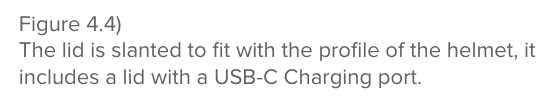 Figure 4.4)
The lid is slanted to fit with the profile of the helmet, it
includes a lid with a USB-C Charging port.